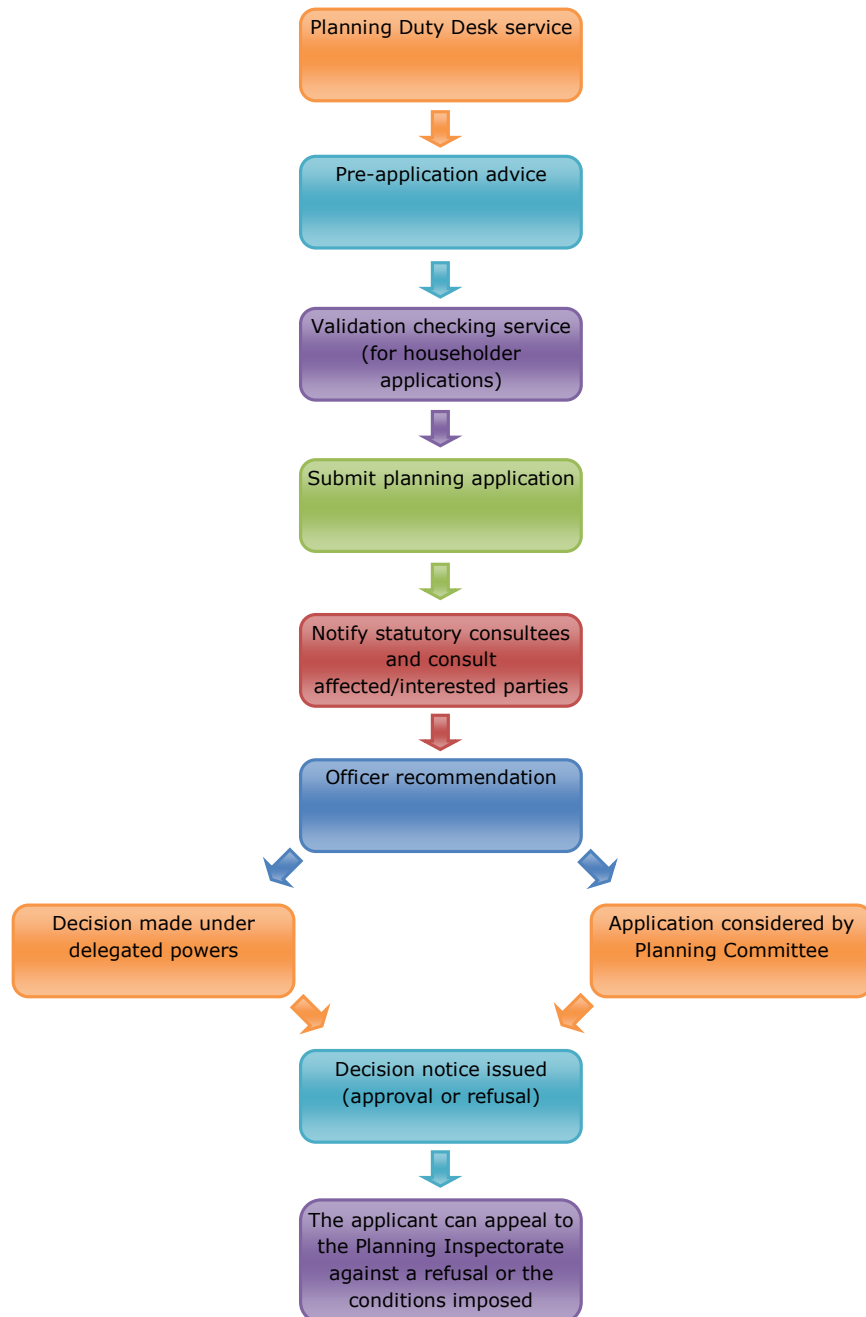 Planning Duty Desk service
Pre-application advice
Validation checking service
(for householder
applications)
Submit planning application
Notify statutory consultees
and consult
affected/interested parties
Officer recommendation
Decision made under
delegated powers
Application considered by
Planning Committee
Decision notice issued
(approval or refusal)
The applicant can appeal to
the Planning Inspectorate
against a refusal or the
conditions imposed